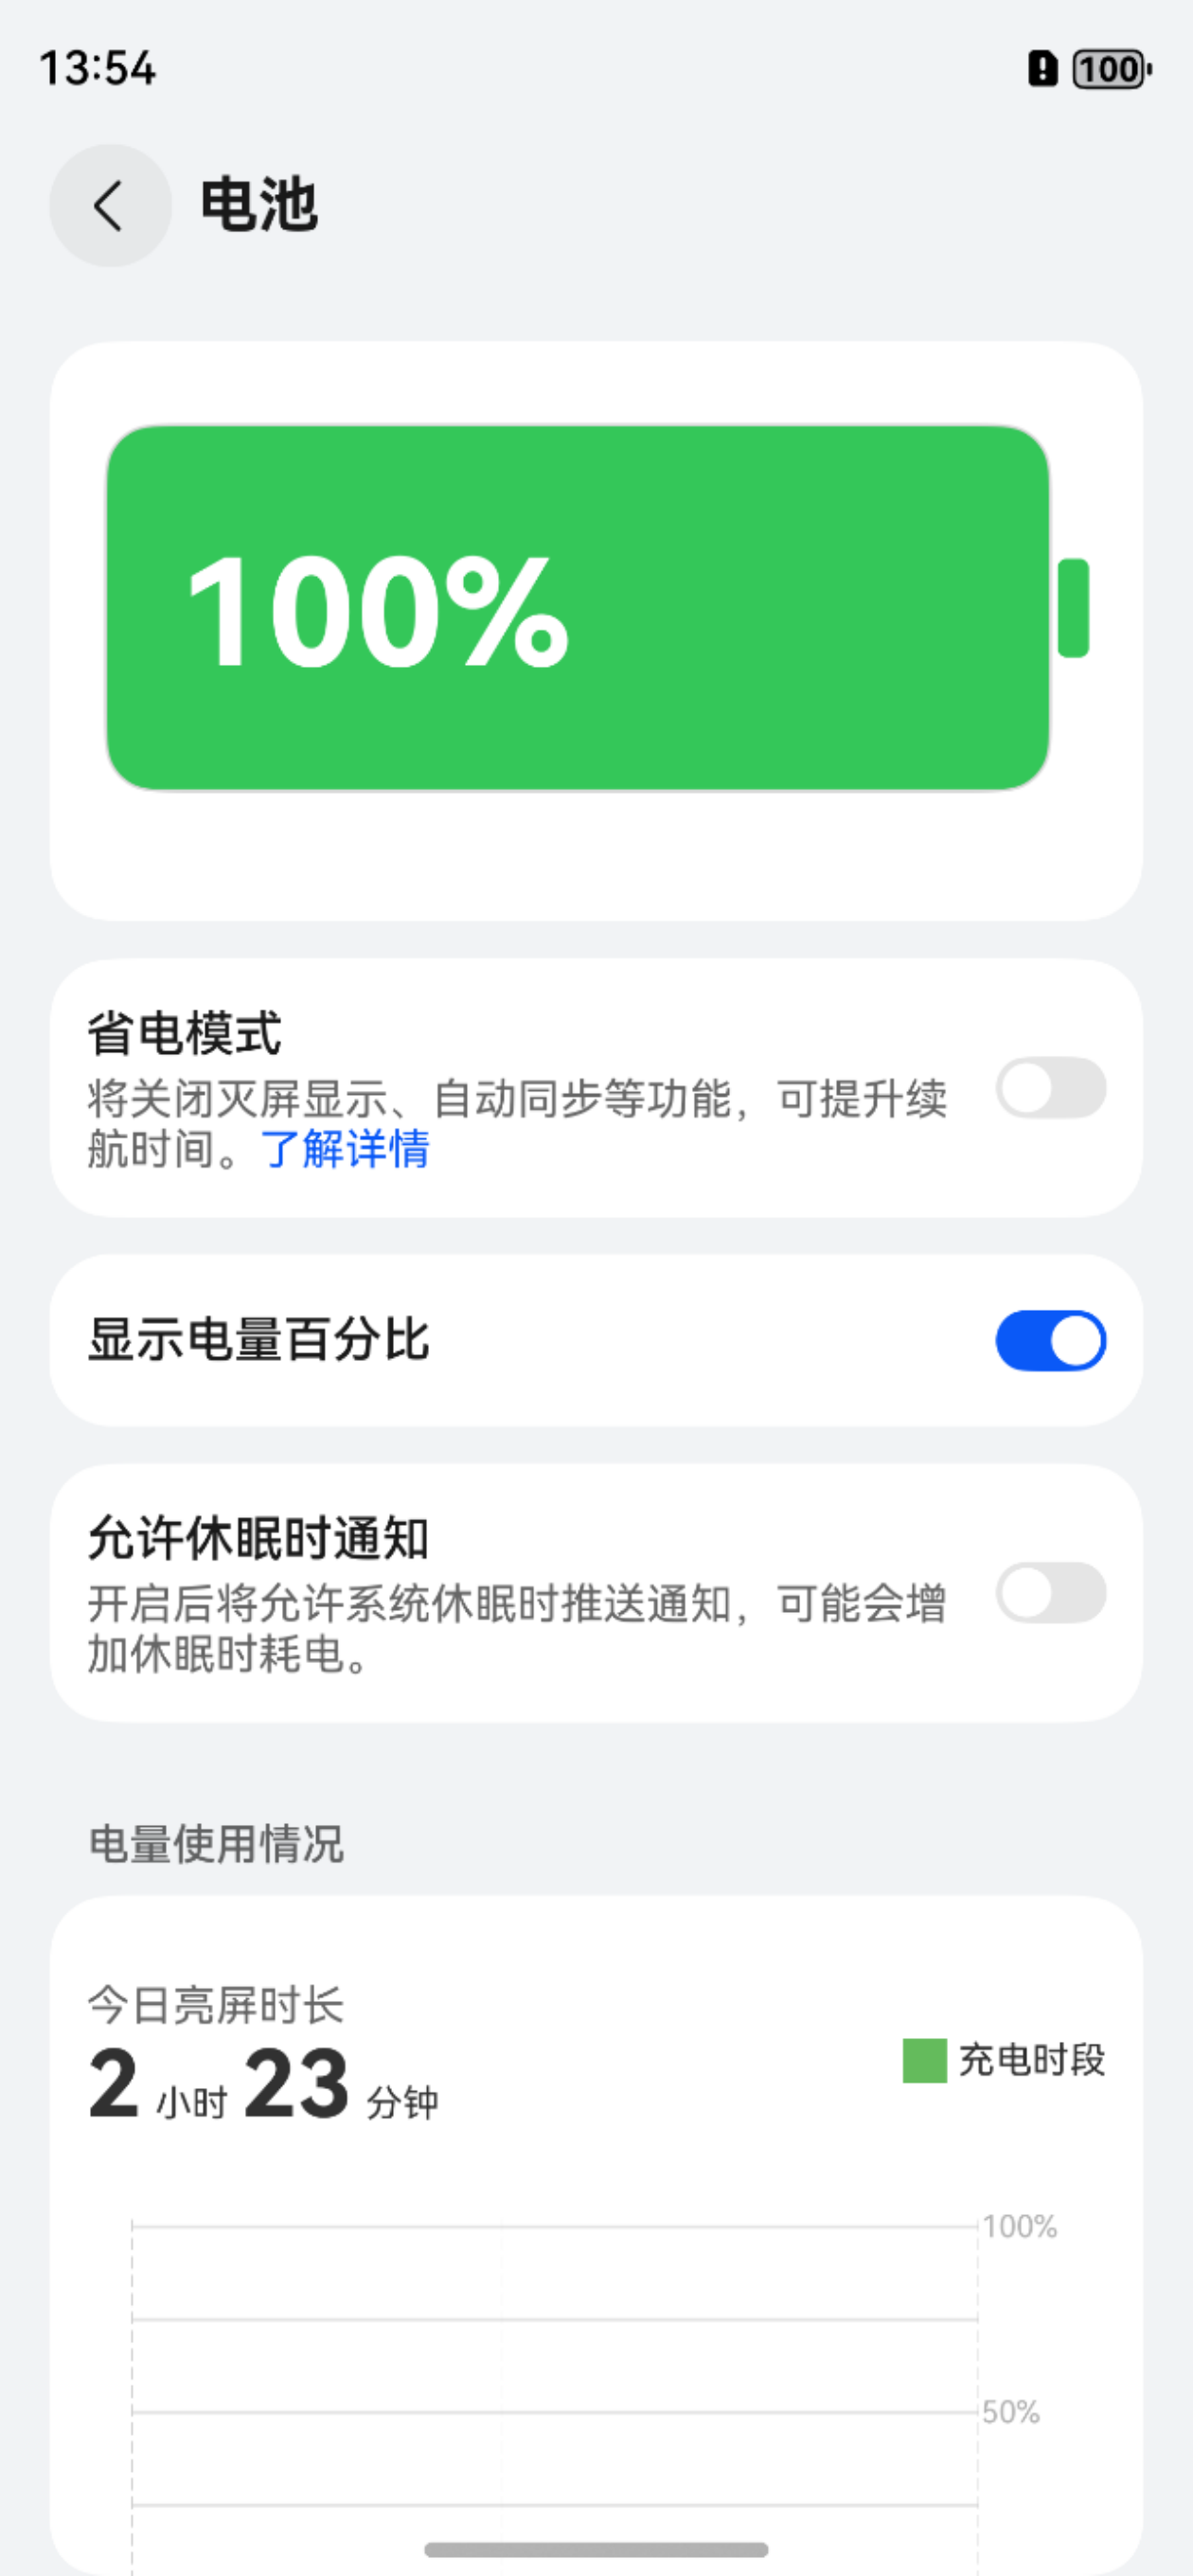 13:54
100
电池
100%
省电模式
将关闭灭屏显示、自动同步等功能，可提升续
航时间。了解详情
显示电量百分比
允许休眠时通知
开启后将允许系统休眠时推送通知，可能会增
加休眠时耗电。
电量使用情况
今日亮屏时长
2 小时 23 分钟
充电时段
100%
50%